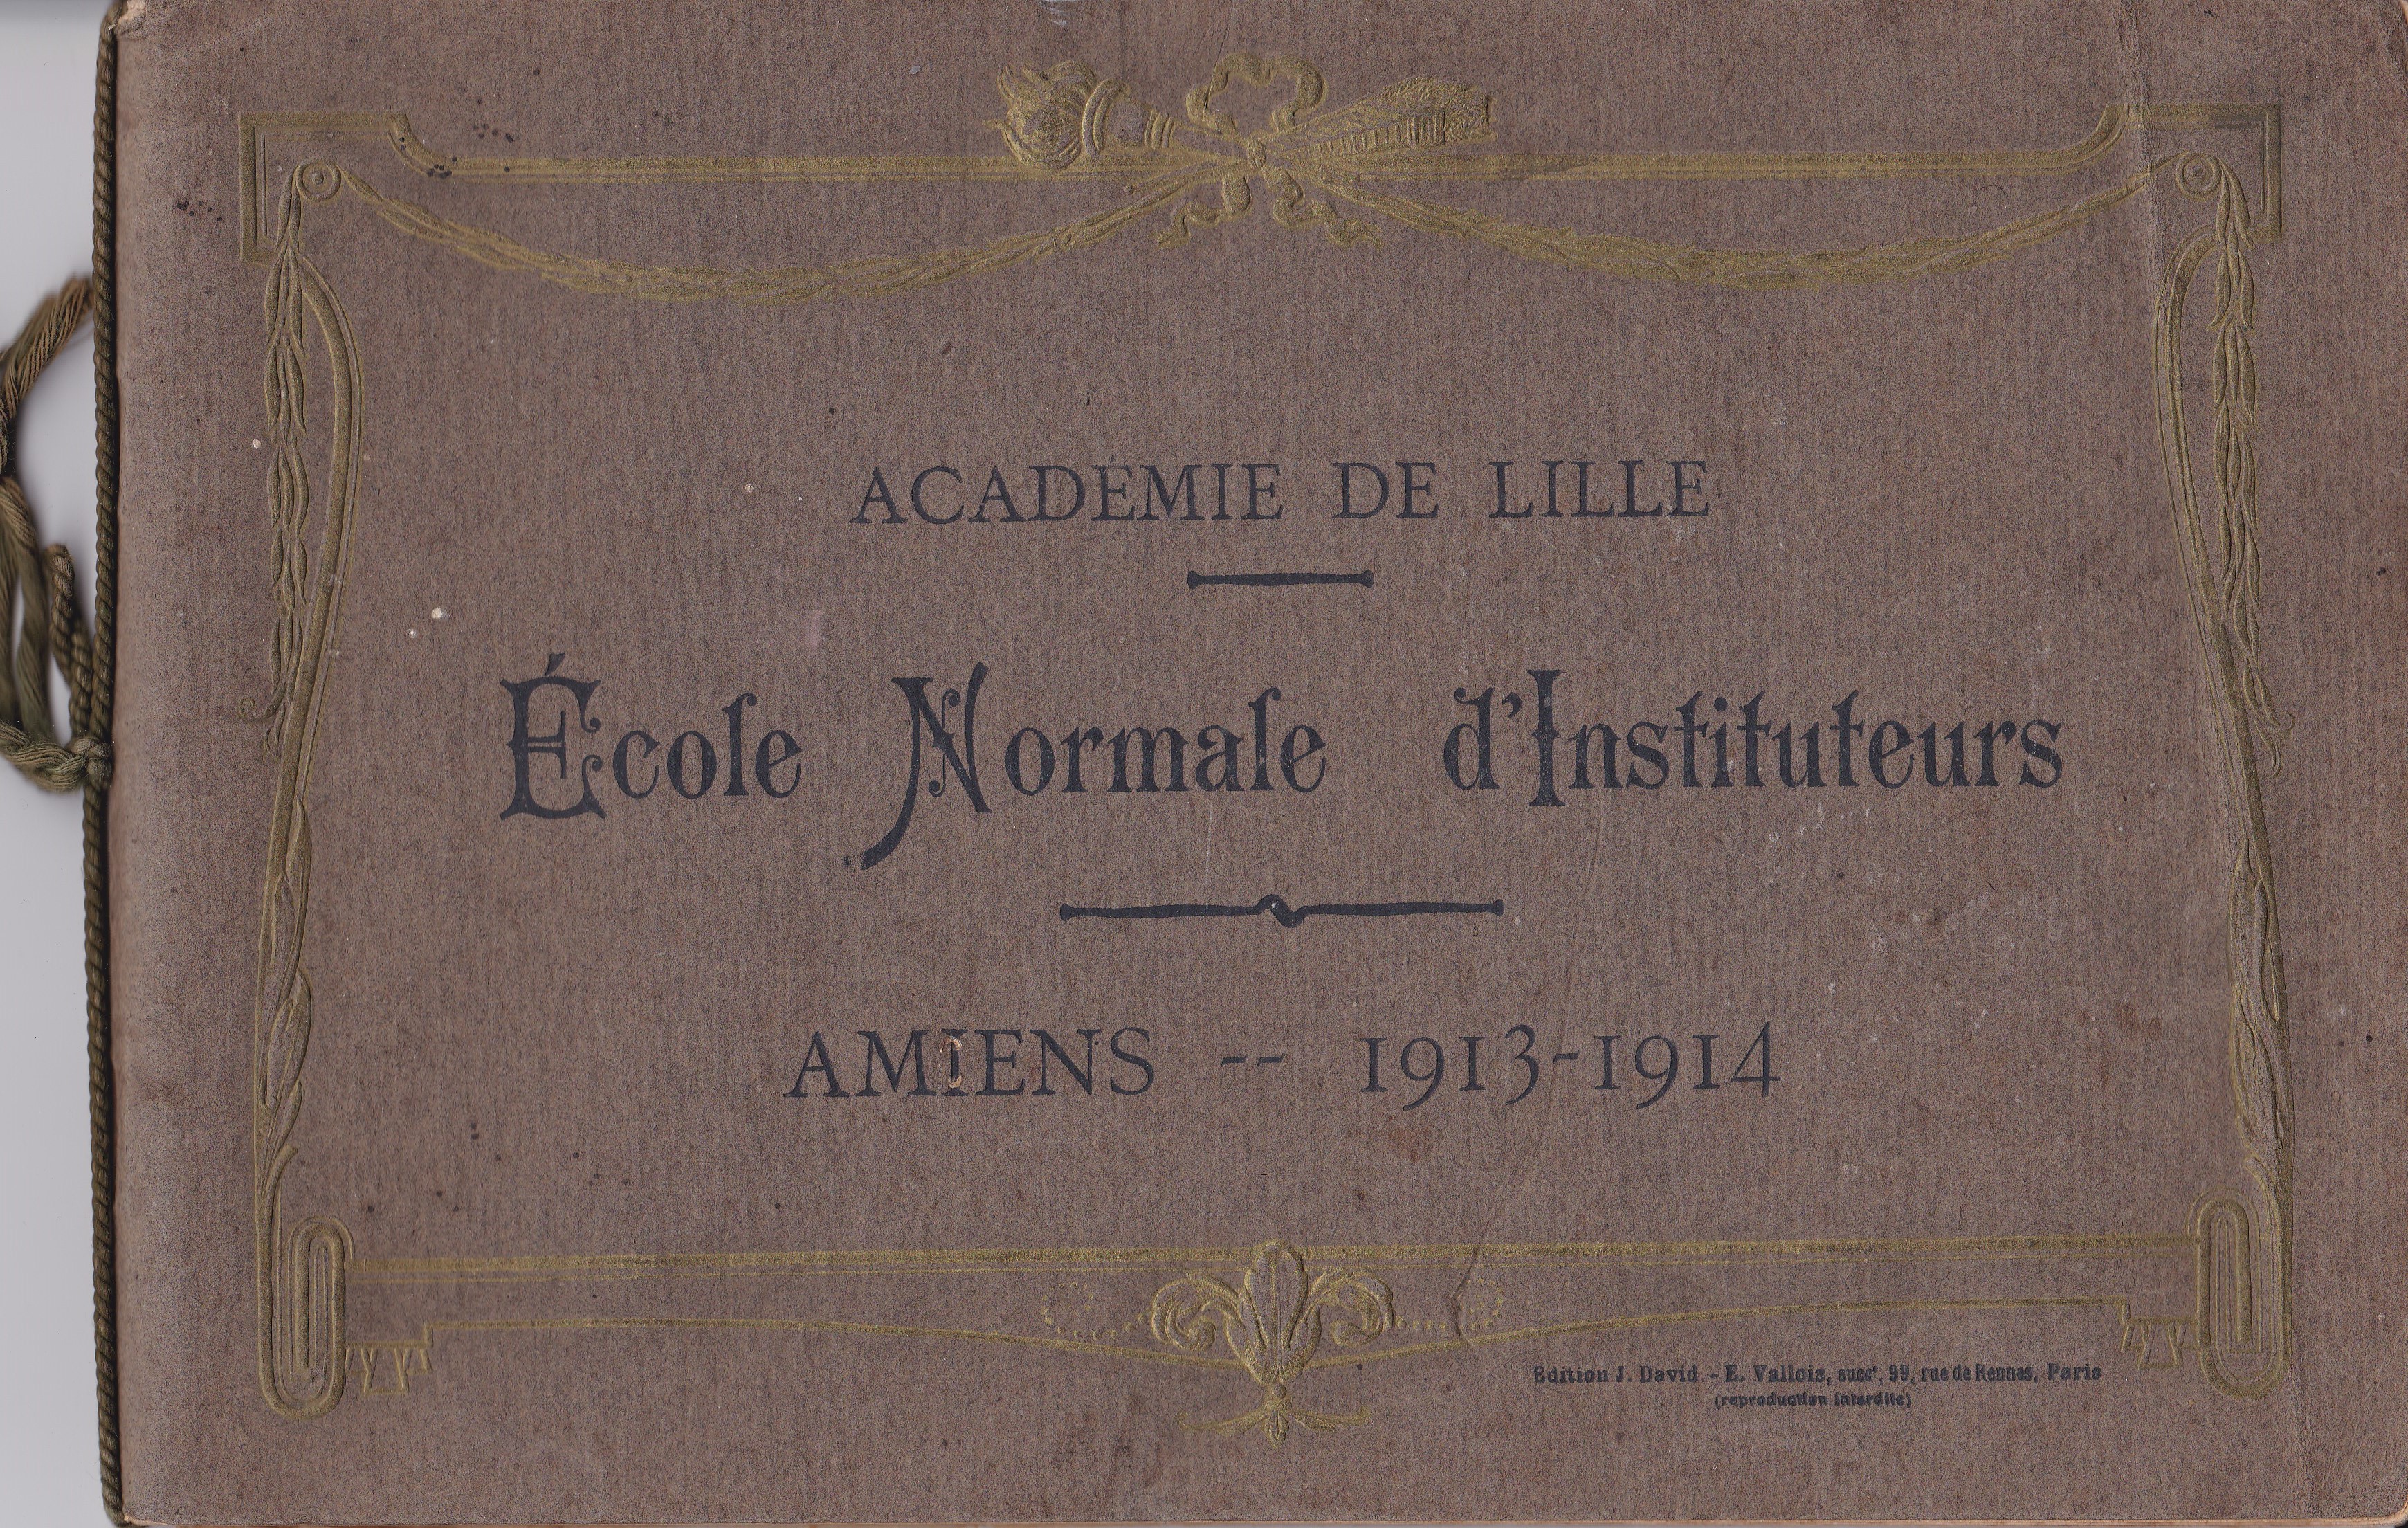 ACADÉMIE DE LILLE
École Normale d'Instituteurs
AMIENS -- 1913-1914
Edition J. David. - E. Vallois, succʳ, 99, rue de Rennes, Paris
(reproduction interdite)